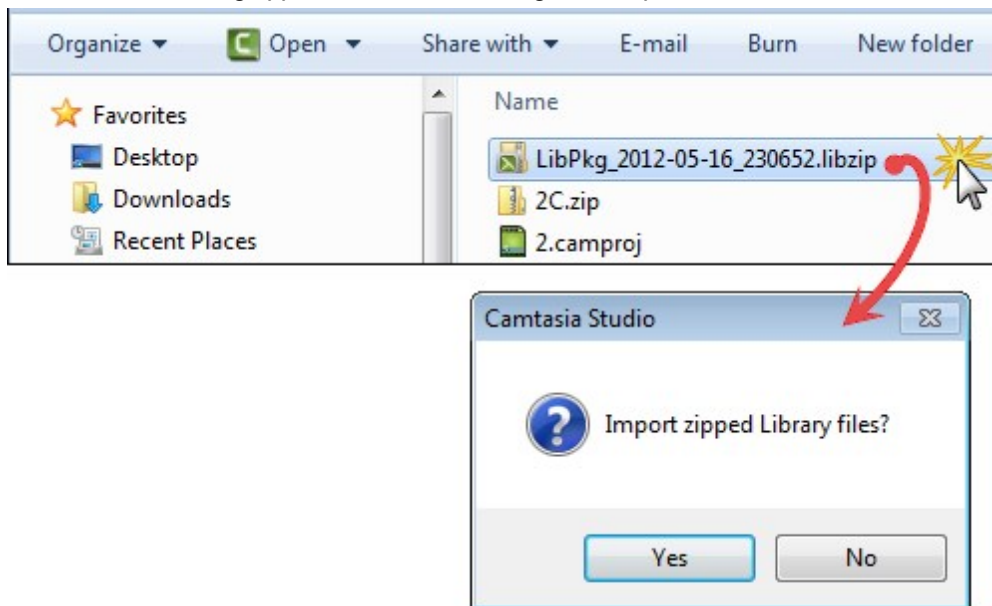 Organize Open Share with E-mail Burn New folder
Name
Favorites
LibPkg_2012-05-16_230652.libzip
Desktop
2C.zip
Downloads
2.camproj
Recent Places
Camtasia Studio
Import zipped Library files?
Yes No